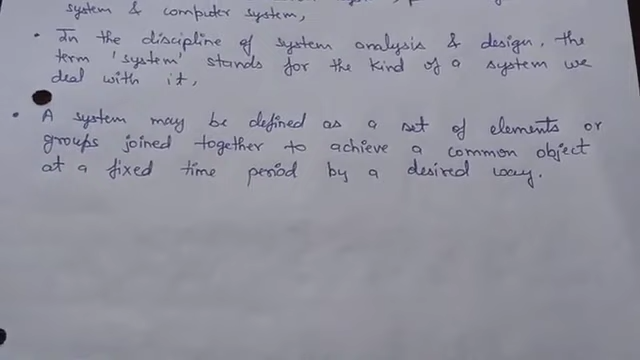 system & computer system,
• In the discipline of system analysis & design, the
term 'system' stands for the kind of a system we
deal with it,
• A system may be defined as a set of elements or
groups joined together to achieve a common object
at a fixed time period by a desired way.